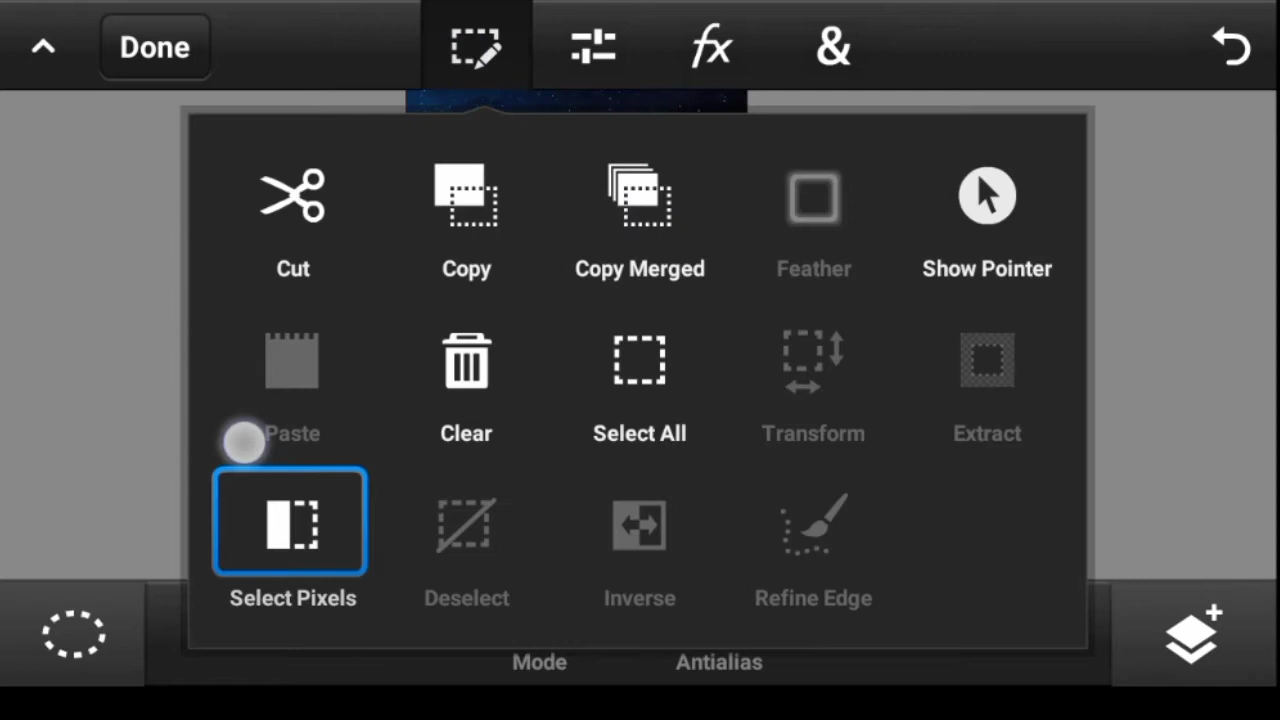 Done fx &
Cut Copy Copy Merged Feather Show Pointer
Paste Clear Select All Transform Extract
Select Pixels Deselect Inverse Refine Edge
Mode Antialias